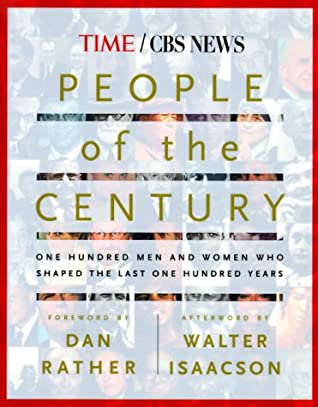 TIME / CBS NEWS
PEOPLE
of the
CENTURY
ONE HUNDRED MEN AND WOMEN WHO
SHAPED THE LAST ONE HUNDRED YEARS
FOREWORD BY
DAN
RATHER
AFTERWORD BY
WALTER
ISAACSON